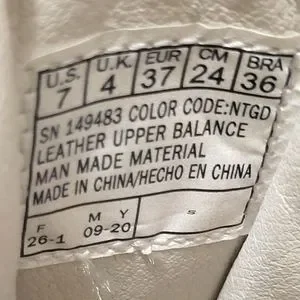 U.S. U.K. EUR CM BRA
7 4 37 24 36
SN 149483 COLOR CODE:NTGD
LEATHER UPPER BALANCE
MAN MADE MATERIAL
MADE IN CHINA/HECHO EN CHINA
F M Y S
26-1 09-20